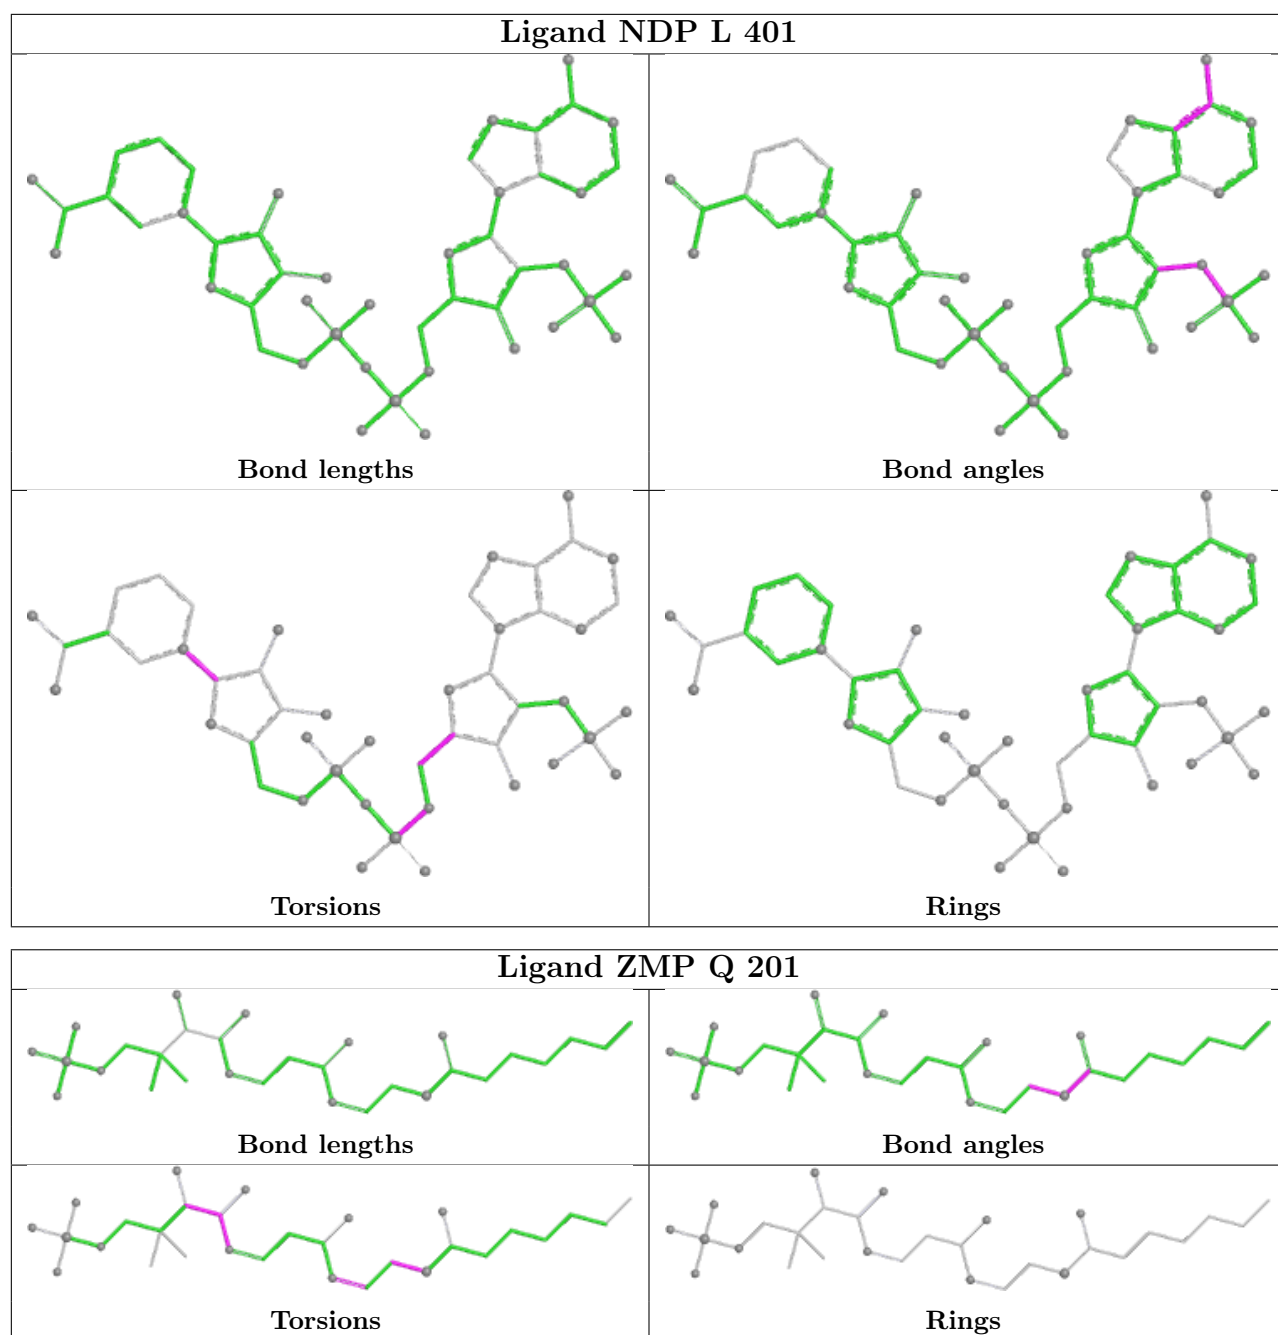 Ligand NDP L 401
Bond lengths
Bond angles
Torsions
Rings
Ligand ZMP Q 201
Bond lengths
Bond angles
Torsions
Rings